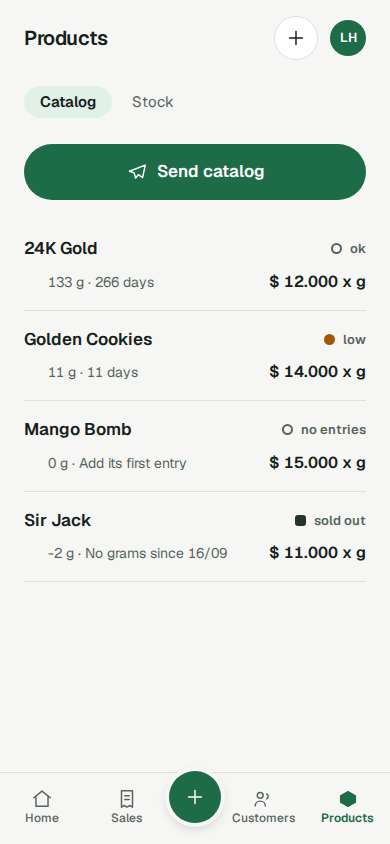 Products
LH
Catalog
Stock
Send catalog
24K Gold
ok
133 g · 266 days
$ 12.000 x g
Golden Cookies
low
11 g · 11 days
$ 14.000 x g
Mango Bomb
no entries
0 g · Add its first entry
$ 15.000 x g
Sir Jack
sold out
-2 g · No grams since 16/09
$ 11.000 x g
Home
Sales
Customers
Products